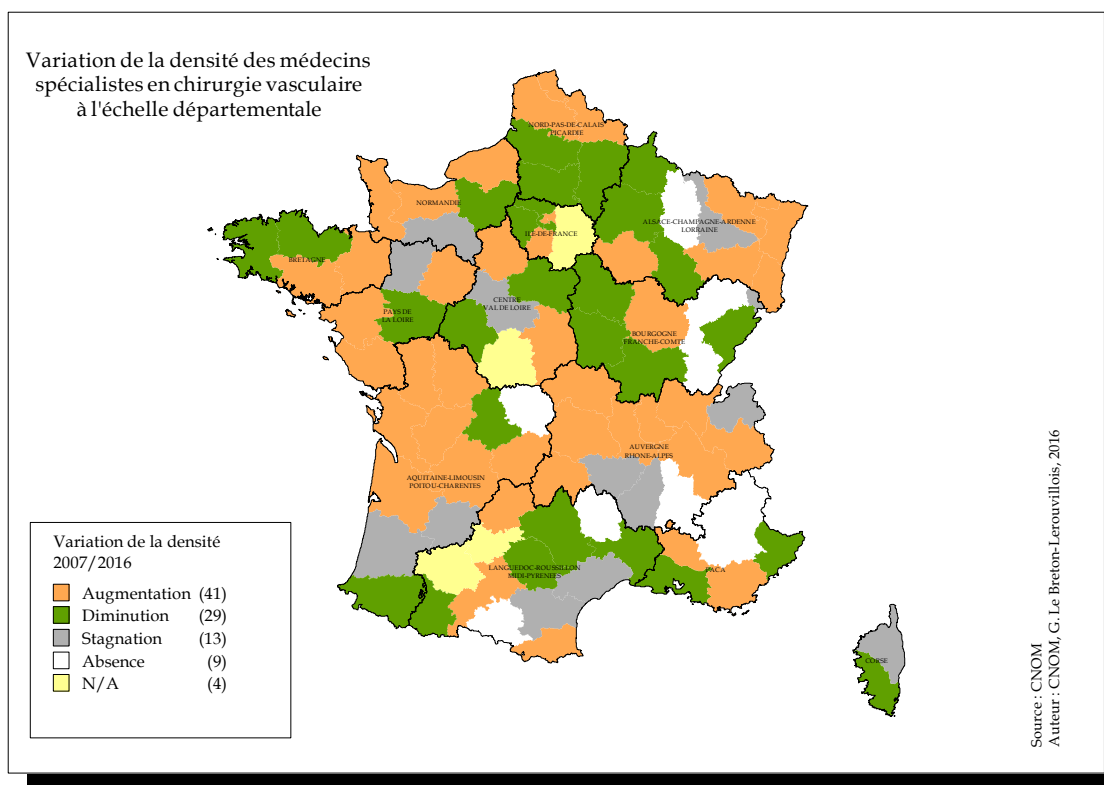 Variation de la densité des médecins
spécialistes en chirurgie vasculaire
à l'échelle départementale
NORD-PAS-DE-CALAIS
PICARDIE
NORMANDIE
ILE-DE-FRANCE
ALSACE-CHAMPAGNE-ARDENNE
LORRAINE
BRETAGNE
PAYS DE
LA LOIRE
CENTRE
VAL DE LOIRE
BOURGOGNE
FRANCHE-COMTE
AUVERGNE
RHONE-ALPES
AQUITAINE-LIMOUSIN
POITOU-CHARENTES
LANGUEDOC-ROUSSILLON
MIDI-PYRENEES
PACA
CORSE
Variation de la densité
2007/2016
Augmentation (41)
Diminution (29)
Stagnation (13)
Absence (9)
N/A (4)
Source : CNOM
Auteur : CNOM, G. Le Breton-Lerouvillois, 2016